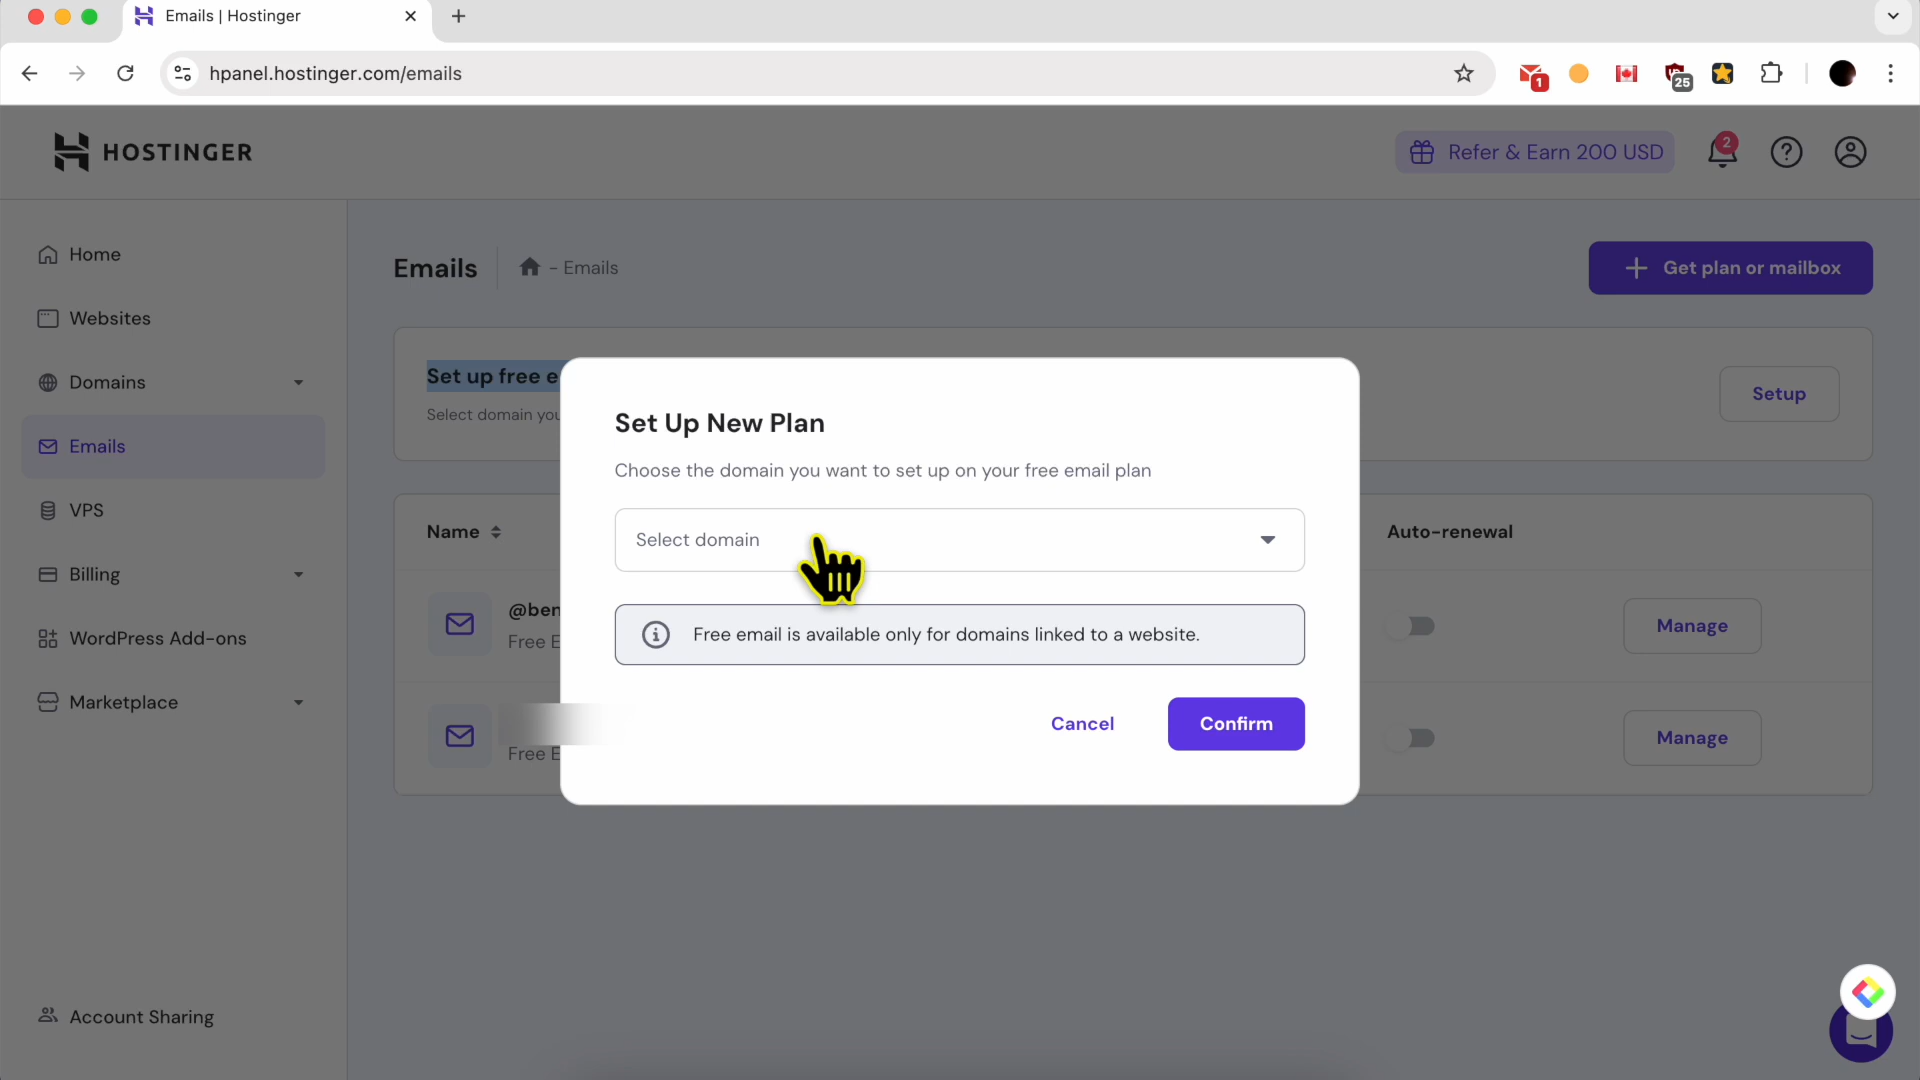 Emails | Hostinger
hpanel.hostinger.com/emails
1
25
HOSTINGER
Refer & Earn 200 USD
2
Home
Websites
Domains
Emails
VPS
Billing
WordPress Add-ons
Marketplace
Account Sharing
Emails
- Emails
Get plan or mailbox
Set up free e
Select domain you
Setup
Name
Auto-renewal
@ben
Free E
Manage
Free E
Manage
Set Up New Plan
Choose the domain you want to set up on your free email plan
Select domain
Free email is available only for domains linked to a website.
Cancel
Confirm